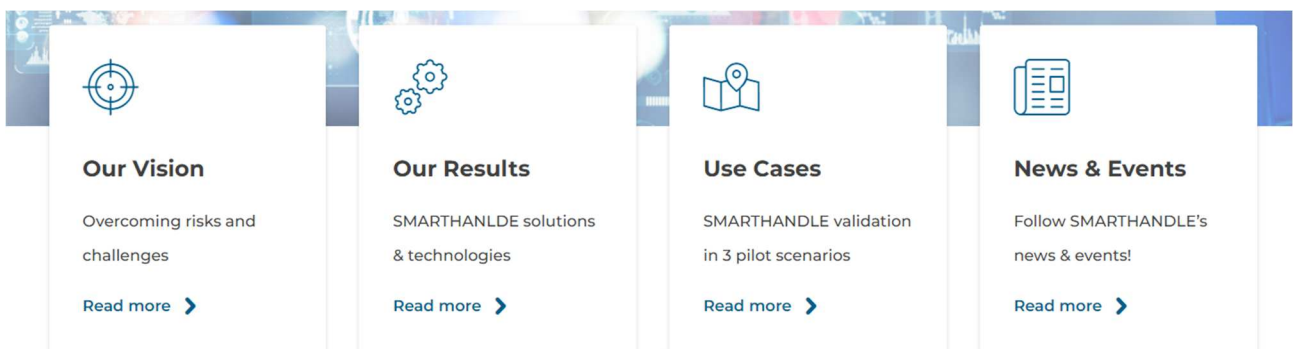 Our Vision
Overcoming risks and
challenges
Read more
Our Results
SMARTHANLDE solutions
& technologies
Read more
Use Cases
SMARTHANDLE validation
in 3 pilot scenarios
Read more
News & Events
Follow SMARTHANDLE’s
news & events!
Read more